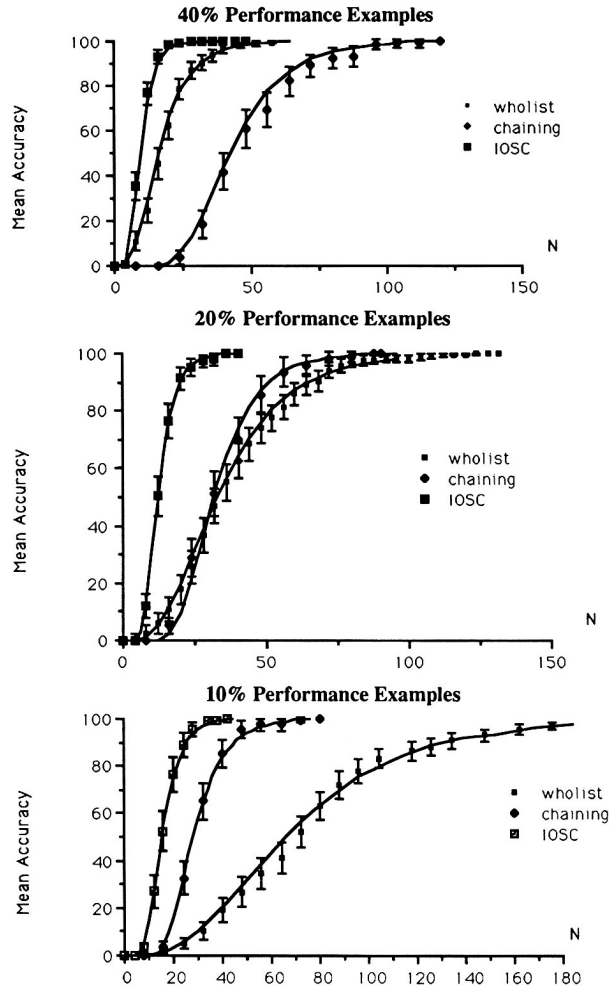 40% Performance Examples
100
80
60
40
20
0
Mean Accuracy
wholist
chaining
IOSC
N
0
50
100
150
20% Performance Examples
100
80
60
40
20
0
Mean Accuracy
wholist
chaining
IOSC
N
0
50
100
150
10% Performance Examples
100
80
60
40
20
0
Mean Accuracy
wholist
chaining
IOSC
N
0
20
40
60
80
100
120
140
160
180